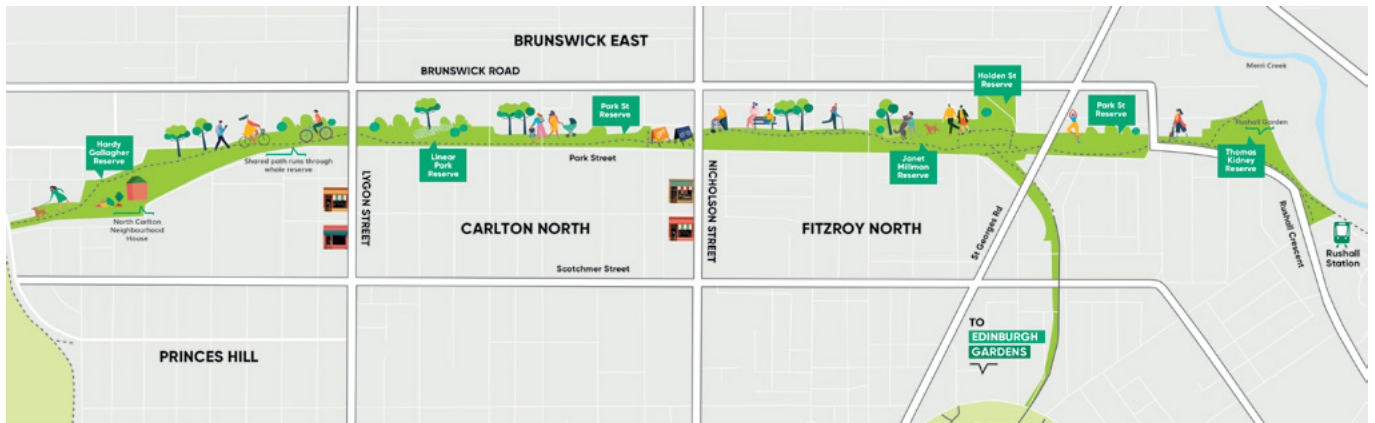 BRUNSWICK EAST
BRUNSWICK ROAD
Hardy
Gallagher
Reserve
Shared path runs through
whole reserve
North Carlton
Neighbourhood
House
PRINCES HILL
LYGON STREET
Linear
Park
Reserve
Park St
Reserve
Park Street
CARLTON NORTH
Scotchmer Street
NICHOLSON STREET
Holden St
Reserve
Janet
Millman
Reserve
FITZROY NORTH
St Georges Rd
Park St
Reserve
Merri Creek
Rushall Garden
Thomas
Kidney
Reserve
Rushall Crescent
Rushall
Station
TO
EDINBURGH
GARDENS